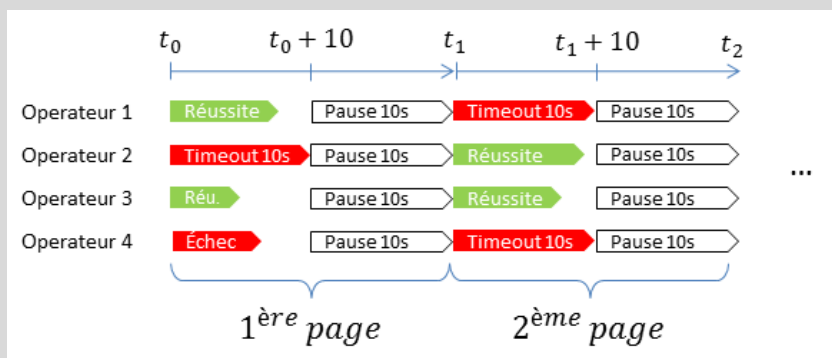 t₀ t₀ + 10 t₁ t₁ + 10 t₂
Operateur 1 Réussite Pause 10s Timeout 10s Pause 10s
Operateur 2 Timeout 10s Pause 10s Réussite Pause 10s
...
Operateur 3 Réu. Pause 10s Réussite Pause 10s
Operateur 4 Échec Pause 10s Timeout 10s Pause 10s
1ère page 2ème page